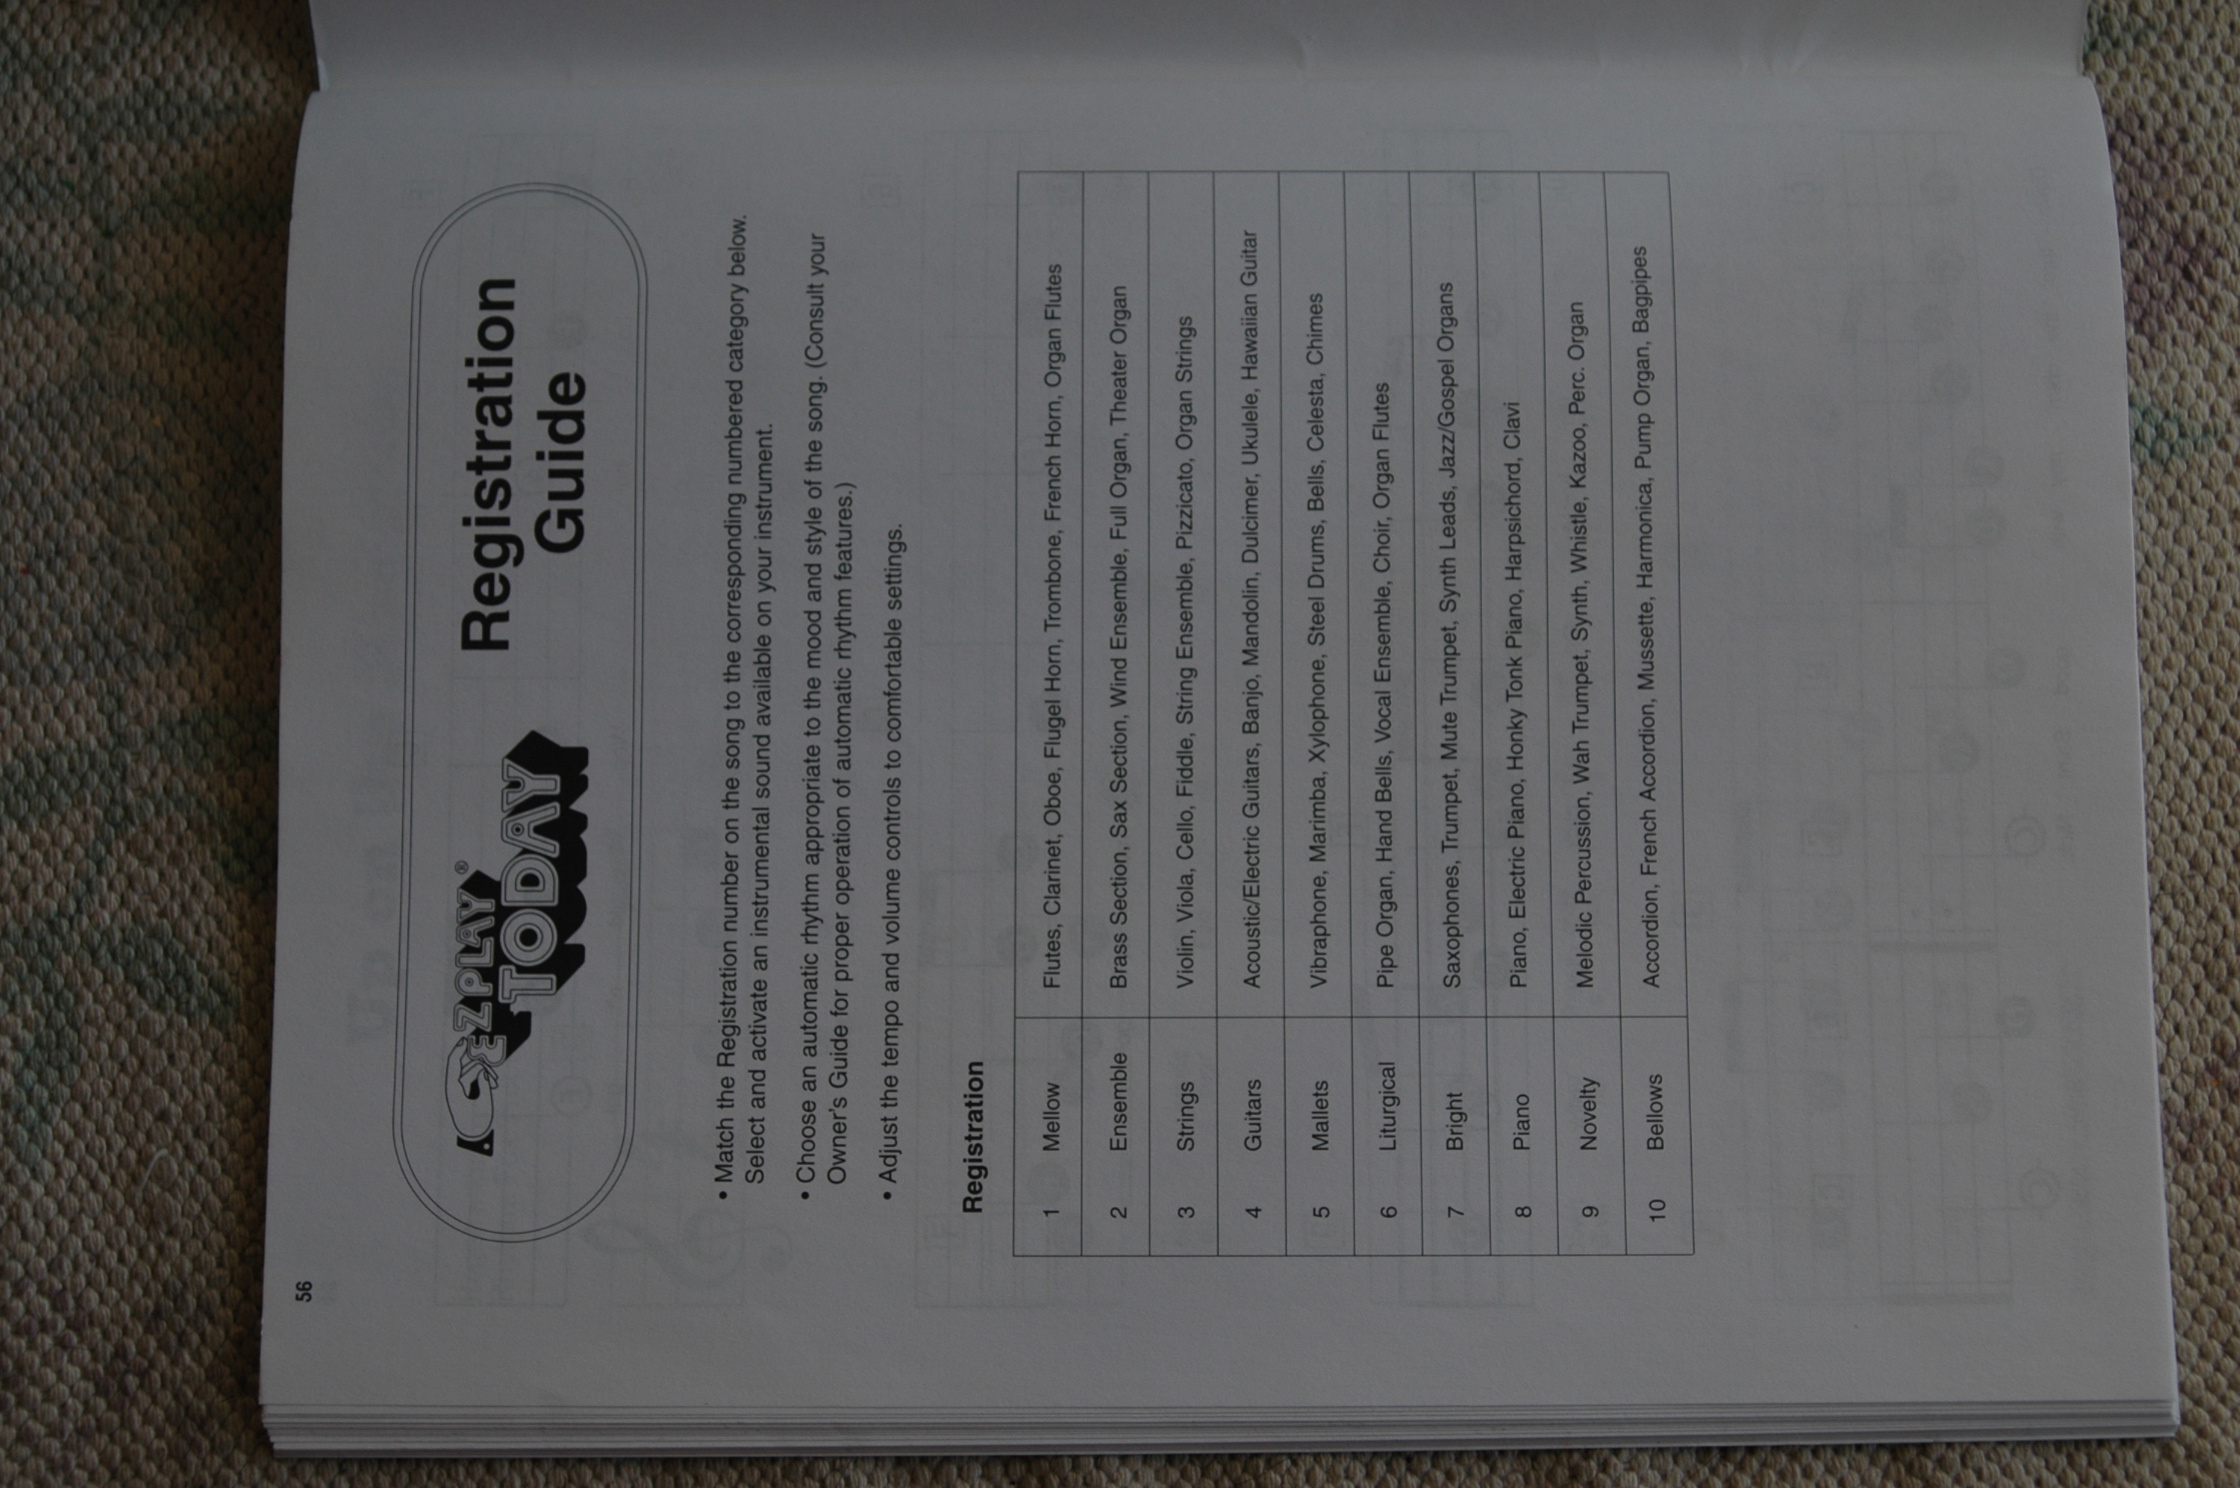 56
EZ PLAY ®
TODAY
Registration
Guide
• Match the Registration number on the song to the corresponding numbered category below.
Select and activate an instrumental sound available on your instrument.
• Choose an automatic rhythm appropriate to the mood and style of the song. (Consult your
Owner's Guide for proper operation of automatic rhythm features.)
• Adjust the tempo and volume controls to comfortable settings.
Registration
1 Mellow Flutes, Clarinet, Oboe, Flugel Horn, Trombone, French Horn, Organ Flutes
2 Ensemble Brass Section, Sax Section, Wind Ensemble, Full Organ, Theater Organ
3 Strings Violin, Viola, Cello, Fiddle, String Ensemble, Pizzicato, Organ Strings
4 Guitars Acoustic/Electric Guitars, Banjo, Mandolin, Dulcimer, Ukulele, Hawaiian Guitar
5 Mallets Vibraphone, Marimba, Xylophone, Steel Drums, Bells, Celesta, Chimes
6 Liturgical Pipe Organ, Hand Bells, Vocal Ensemble, Choir, Organ Flutes
7 Bright Saxophones, Trumpet, Mute Trumpet, Synth Leads, Jazz/Gospel Organs
8 Piano Piano, Electric Piano, Honky Tonk Piano, Harpsichord, Clavi
9 Novelty Melodic Percussion, Wah Trumpet, Synth, Whistle, Kazoo, Perc. Organ
10 Bellows Accordion, French Accordion, Mussette, Harmonica, Pump Organ, Bagpipes